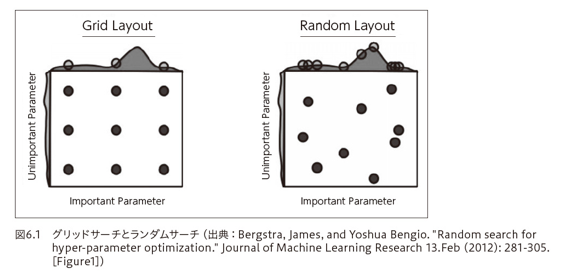 Grid Layout
Random Layout
Unimportant Parameter
Important Parameter
Unimportant Parameter
Important Parameter
図6.1 グリッドサーチとランダムサーチ（出典：Bergstra, James, and Yoshua Bengio. "Random search for
hyper-parameter optimization." Journal of Machine Learning Research 13.Feb (2012): 281-305.
[Figure1]）